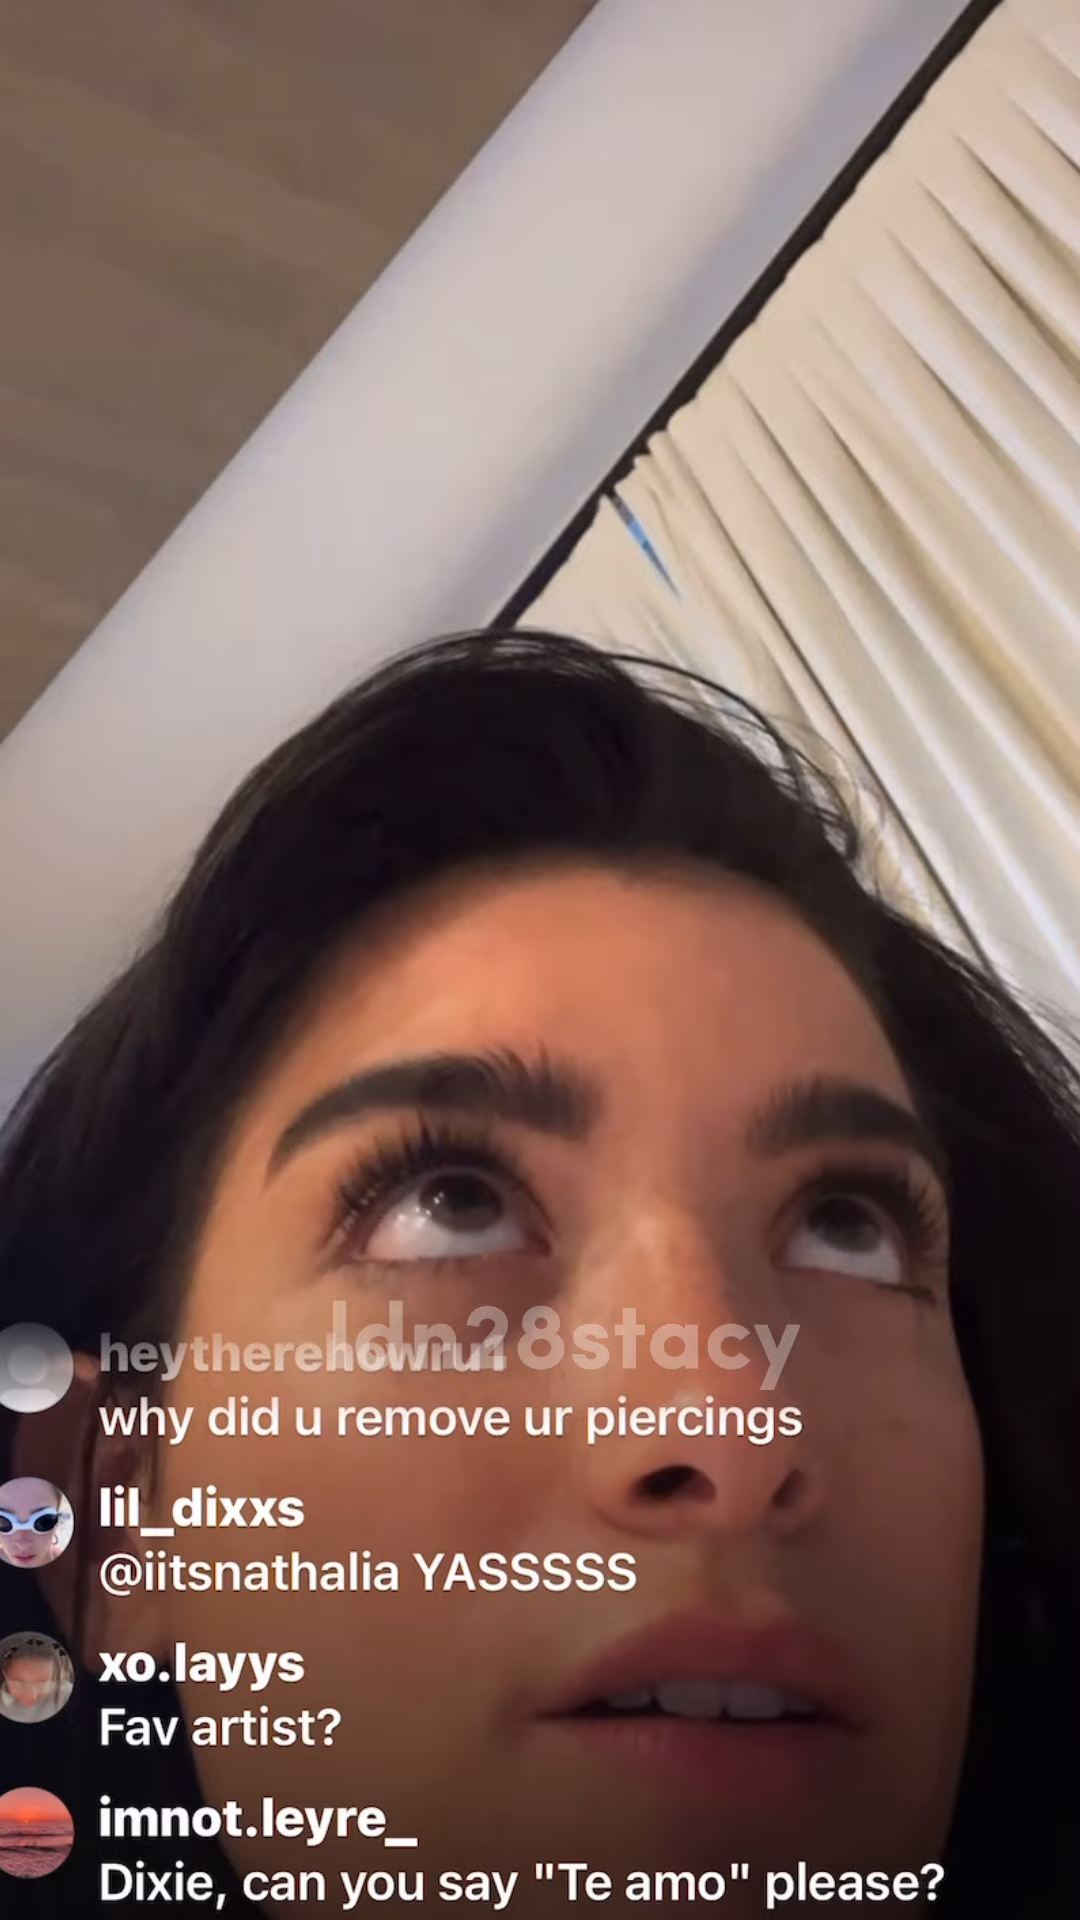 ldn28stacy
heytherehowru1
why did u remove ur piercings
lil_dixxs
@iitsnathalia YASSSSS
xo.layys
Fav artist?
imnot.leyre_
Dixie, can you say "Te amo" please?